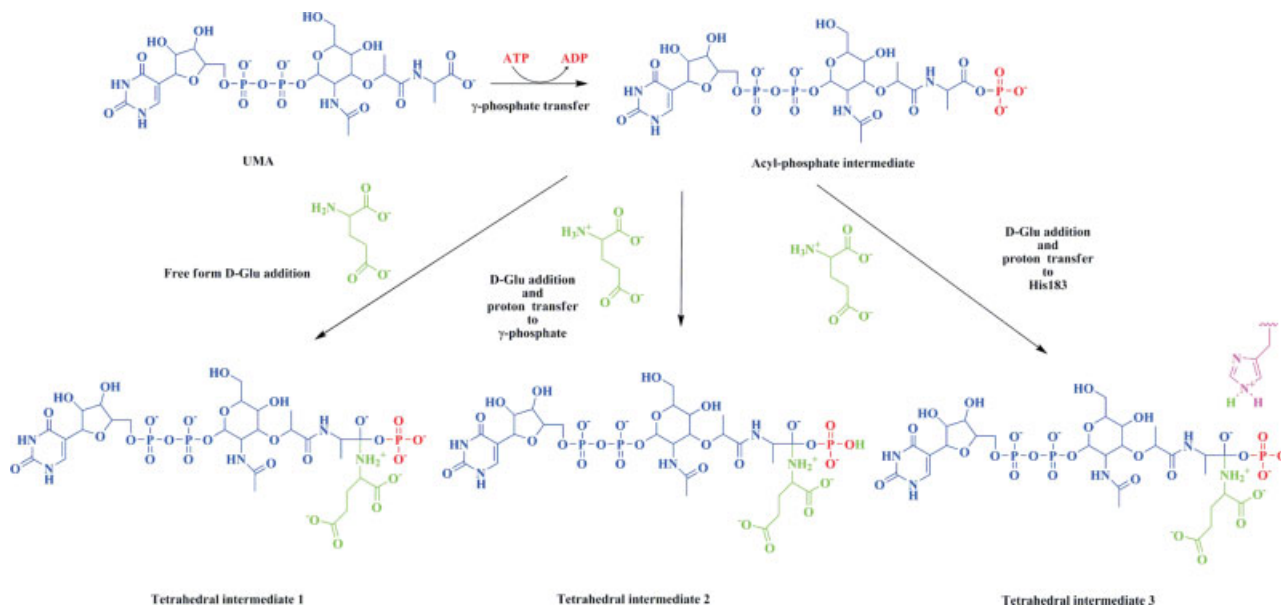 ATP ADP
γ-phosphate transfer
UMA
Acyl-phosphate intermediate
Free form D-Glu addition
D-Glu addition
and
proton transfer
to
γ-phosphate
D-Glu addition
and
proton transfer
to
His183
Tetrahedral intermediate 1
Tetrahedral intermediate 2
Tetrahedral intermediate 3